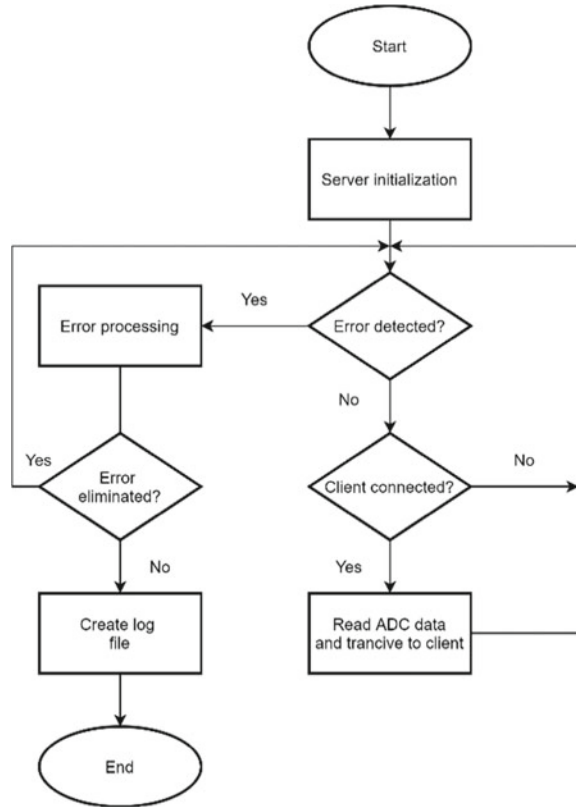 Start
Server initialization
Yes
Error processing
Error detected?
No
Yes
Error
eliminated?
Client connected?
No
No
Yes
Create log
file
Read ADC data
and trancive to client
End